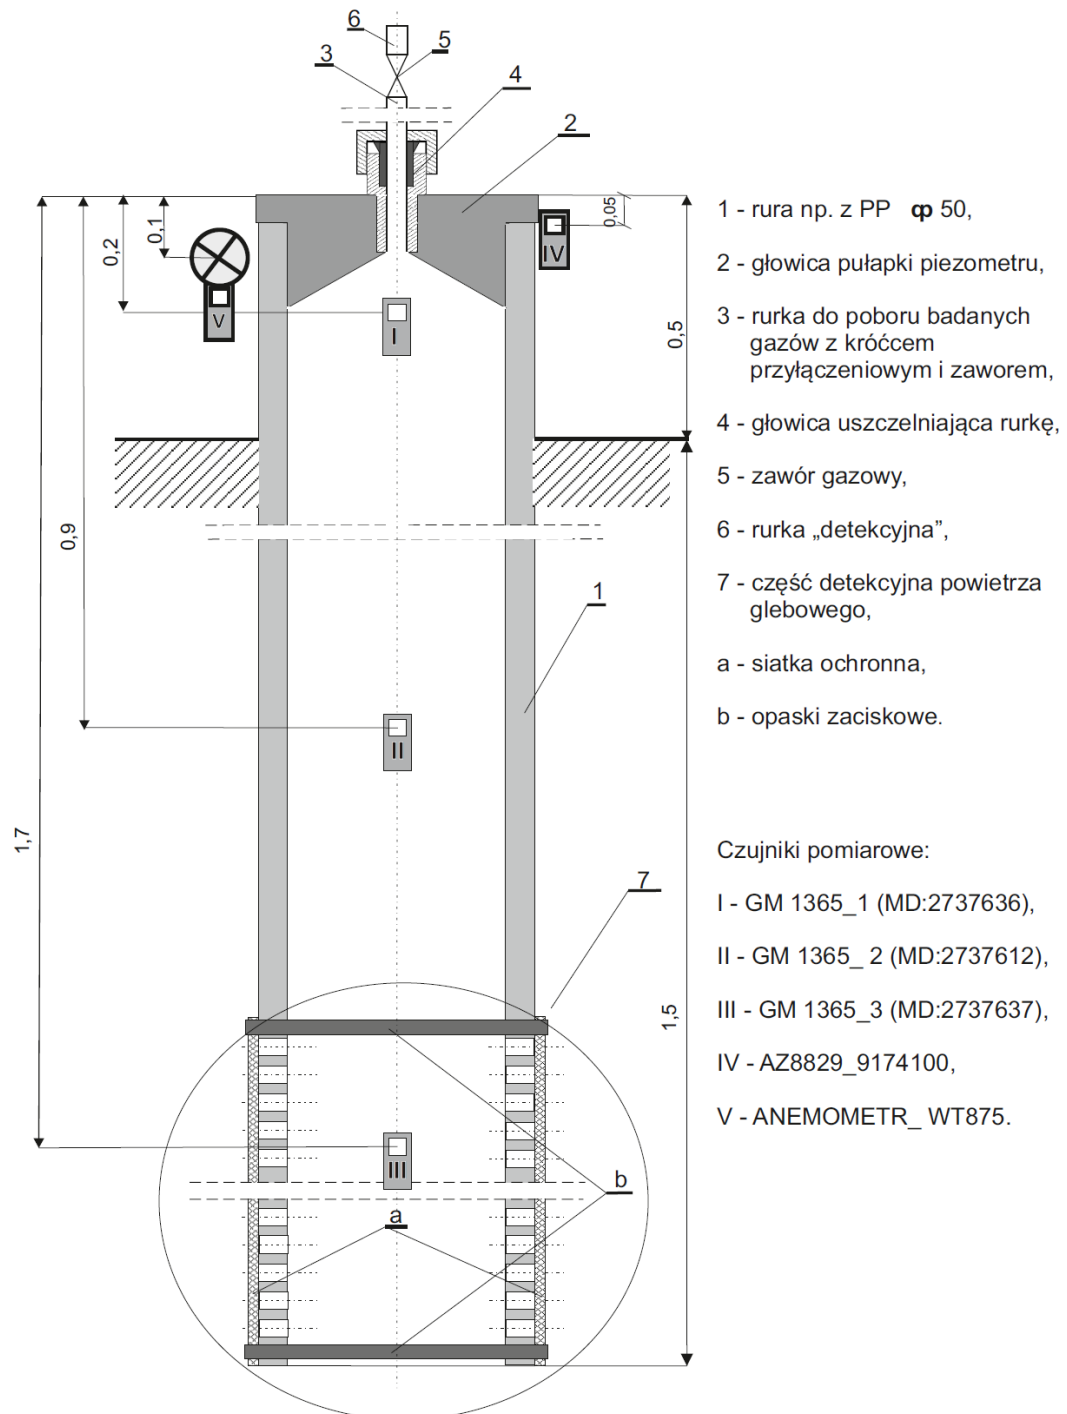 6
5
3
4
2
0,1
0,2
0,05
IV
V
I
0,5
0,9
1
II
1,7
7
1,5
III
b
a
1 - rura np. z PP φ 50,
2 - głowica pułapki piezometru,
3 - rurka do poboru badanych
gazów z króćcem
przyłączeniowym i zaworem,
4 - głowica uszczelniająca rurkę,
5 - zawór gazowy,
6 - rurka „detekcyjna”,
7 - część detekcyjna powietrza
glebowego,
a - siatka ochronna,
b - opaski zaciskowe.
Czujniki pomiarowe:
I - GM 1365_1 (MD:2737636),
II - GM 1365_ 2 (MD:2737612),
III - GM 1365_3 (MD:2737637),
IV - AZ8829_9174100,
V - ANEMOMETR_ WT875.